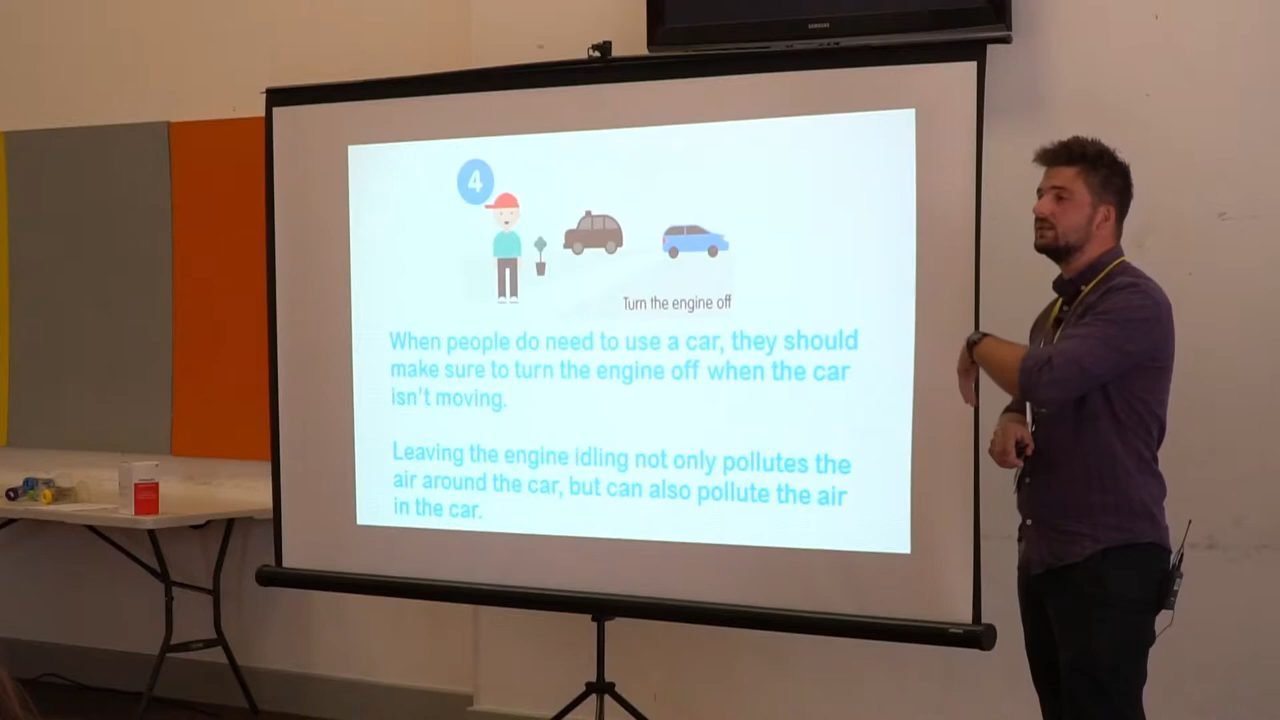 SAMSUNG
4
Turn the engine off
When people do need to use a car, they should
make sure to turn the engine off when the car
isn't moving.
Leaving the engine idling not only pollutes the
air around the car, but can also pollute the air
in the car.